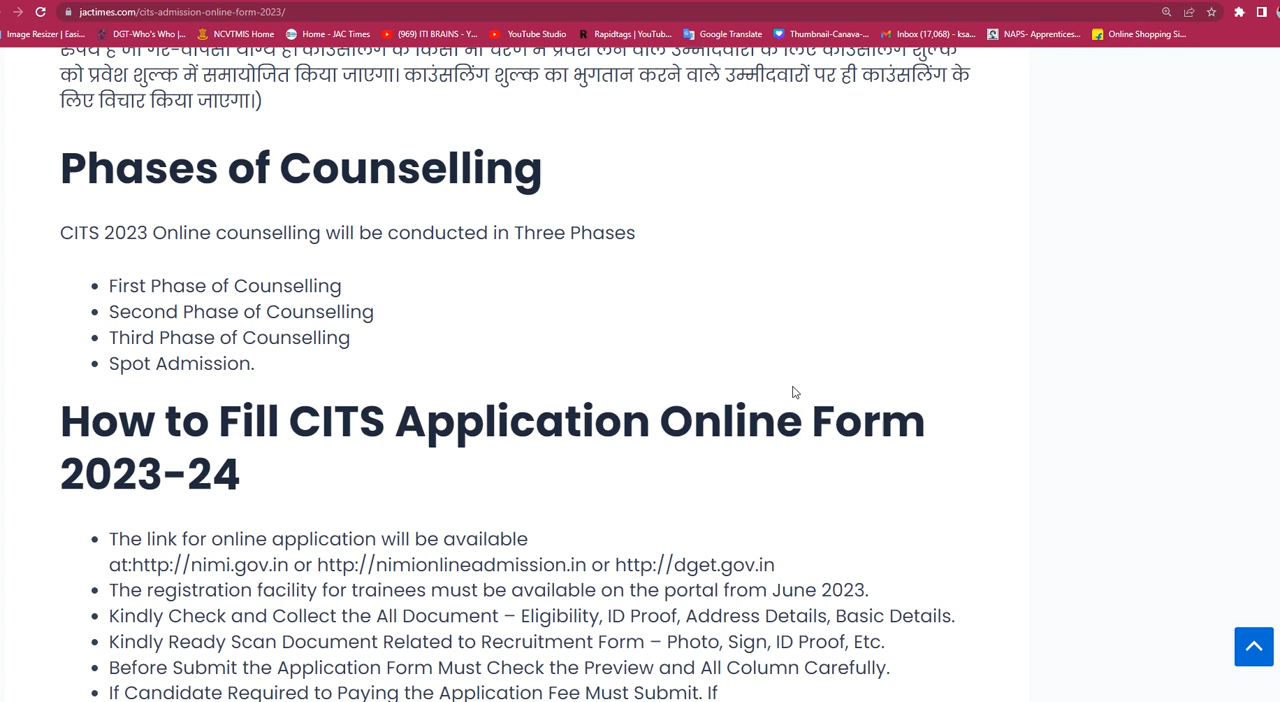 jactimes.com/cits-admission-online-form-2023/
Image Resizer | Easi... DGT-Who's Who |... NCVTMIS Home Home - JAC Times (969) ITI BRAINS - Y... YouTube Studio Rapidtags | YouTub... Google Translate Thumbnail-Canava-... Inbox (17,068) - ksa... NAPS- Apprentices... Online Shopping Si...
को प्रवेश शुल्क में समायोजित किया जाएगा। काउंसलिंग शुल्क का भुगतान करने वाले उम्मीदवारों पर ही काउंसलिंग के
लिए विचार किया जाएगा।)
Phases of Counselling
CITS 2023 Online counselling will be conducted in Three Phases
• First Phase of Counselling
• Second Phase of Counselling
• Third Phase of Counselling
• Spot Admission.
How to Fill CITS Application Online Form
2023-24
• The link for online application will be available
at:http://nimi.gov.in or http://nimionlineadmission.in or http://dget.gov.in
• The registration facility for trainees must be available on the portal from June 2023.
• Kindly Check and Collect the All Document – Eligibility, ID Proof, Address Details, Basic Details.
• Kindly Ready Scan Document Related to Recruitment Form – Photo, Sign, ID Proof, Etc.
• Before Submit the Application Form Must Check the Preview and All Column Carefully.
• If Candidate Required to Paying the Application Fee Must Submit. If